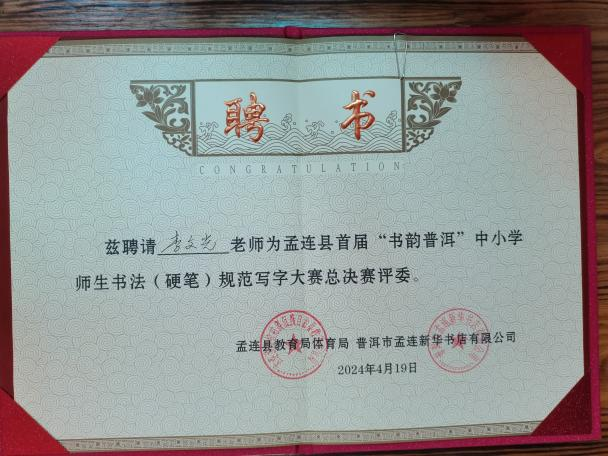 聘 书
CONGRATULATION
兹聘请 李文光 老师为孟连县首届“书韵普洱”中小学
师生书法（硬笔）规范写字大赛总决赛评委。
孟连县教育局体育局 普洱市孟连新华书店有限公司
2024年4月19日